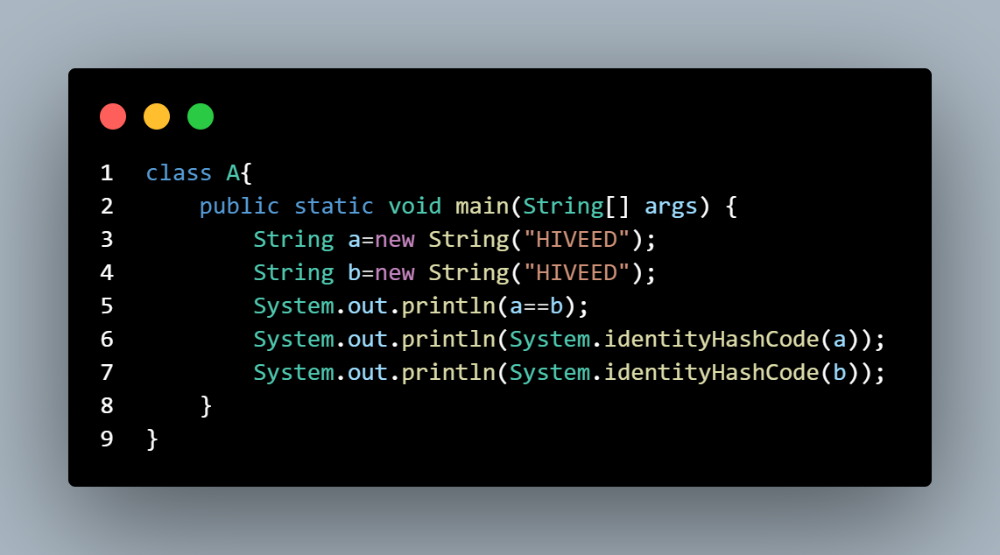 1 class A{
2     public static void main(String[] args) {
3         String a=new String("HIVEED");
4         String b=new String("HIVEED");
5         System.out.println(a==b);
6         System.out.println(System.identityHashCode(a));
7         System.out.println(System.identityHashCode(b));
8     }
9 }